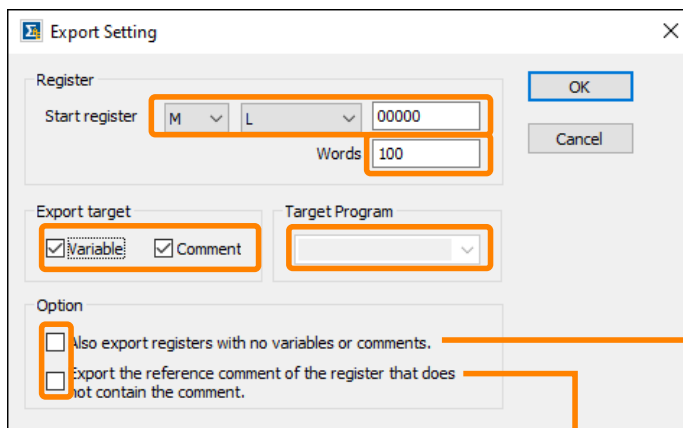 Export Setting
Register
OK
Start register M L 00000
Cancel
Words 100
Export target
Target Program
Variable Comment
Option
Also export registers with no variables or comments.
Export the reference comment of the register that does
not contain the comment.